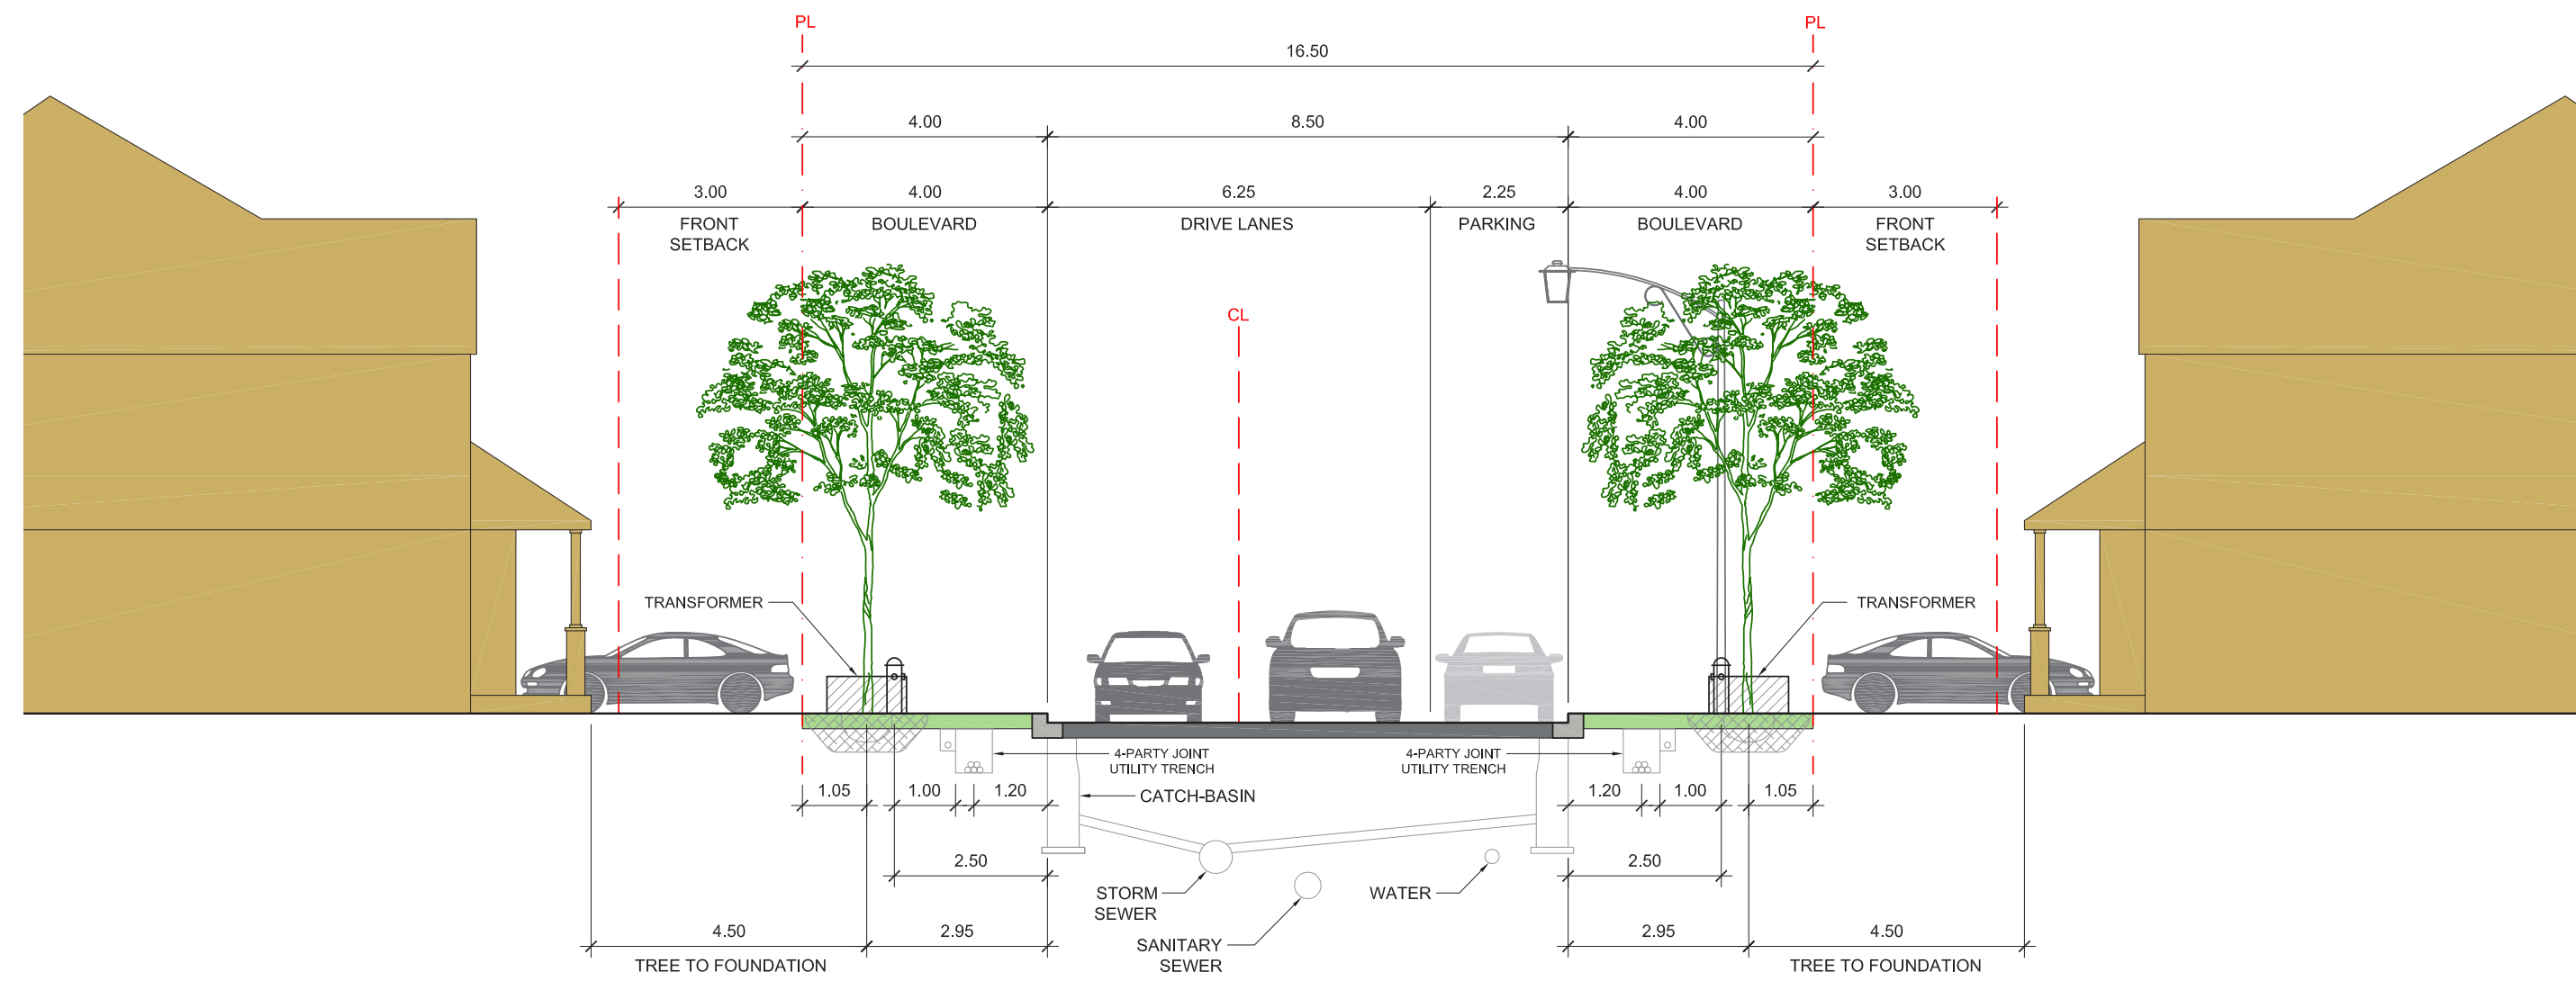 PL PL
16.50
4.00 8.50 4.00
3.00 4.00 6.25 2.25 4.00 3.00
FRONT BOULEVARD DRIVE LANES PARKING BOULEVARD FRONT
SETBACK SETBACK
CL
TRANSFORMER TRANSFORMER
4-PARTY JOINT 4-PARTY JOINT
UTILITY TRENCH UTILITY TRENCH
1.05 1.00 1.20 CATCH-BASIN 1.20 1.00 1.05
2.50 2.50
STORM WATER
SEWER
4.50 2.95 2.95 4.50
SANITARY
SEWER
TREE TO FOUNDATION TREE TO FOUNDATION